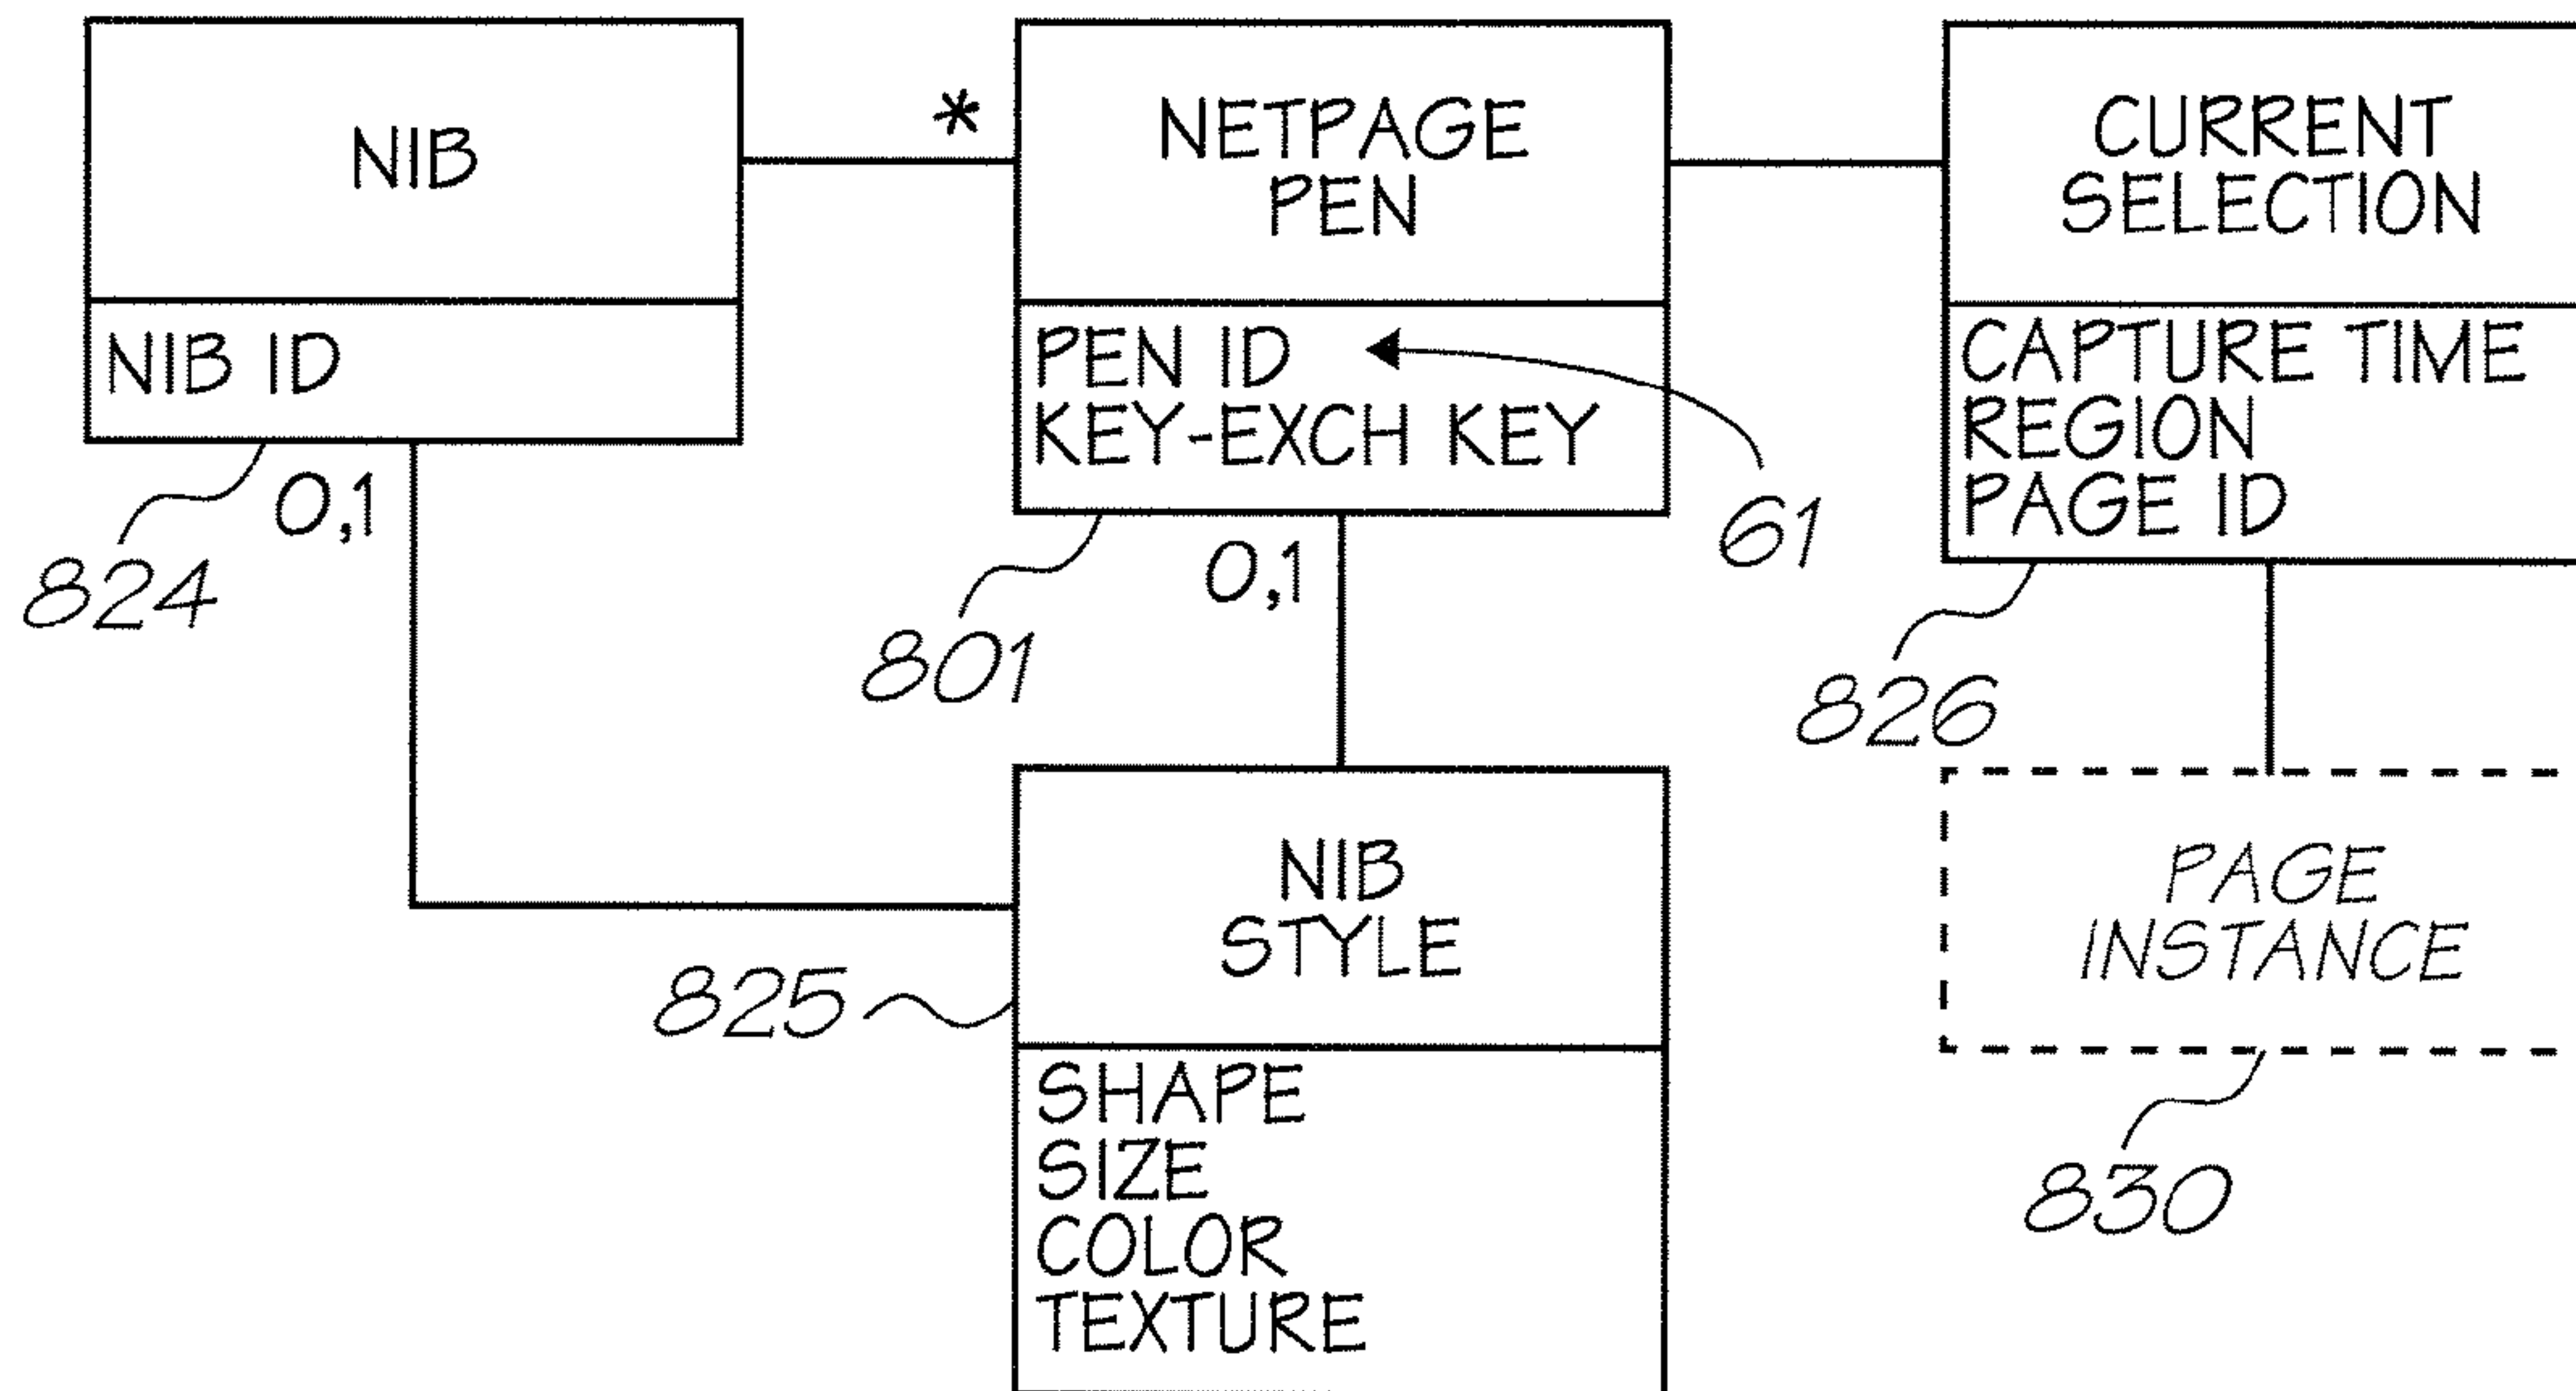 NIB
NIB ID
824
0,1
*
NETPAGE
PEN
PEN ID
KEY-EXCH KEY
61
801
0,1
CURRENT
SELECTION
CAPTURE TIME
REGION
PAGE ID
826
NIB
STYLE
825
SHAPE
SIZE
COLOR
TEXTURE
PAGE
INSTANCE
830